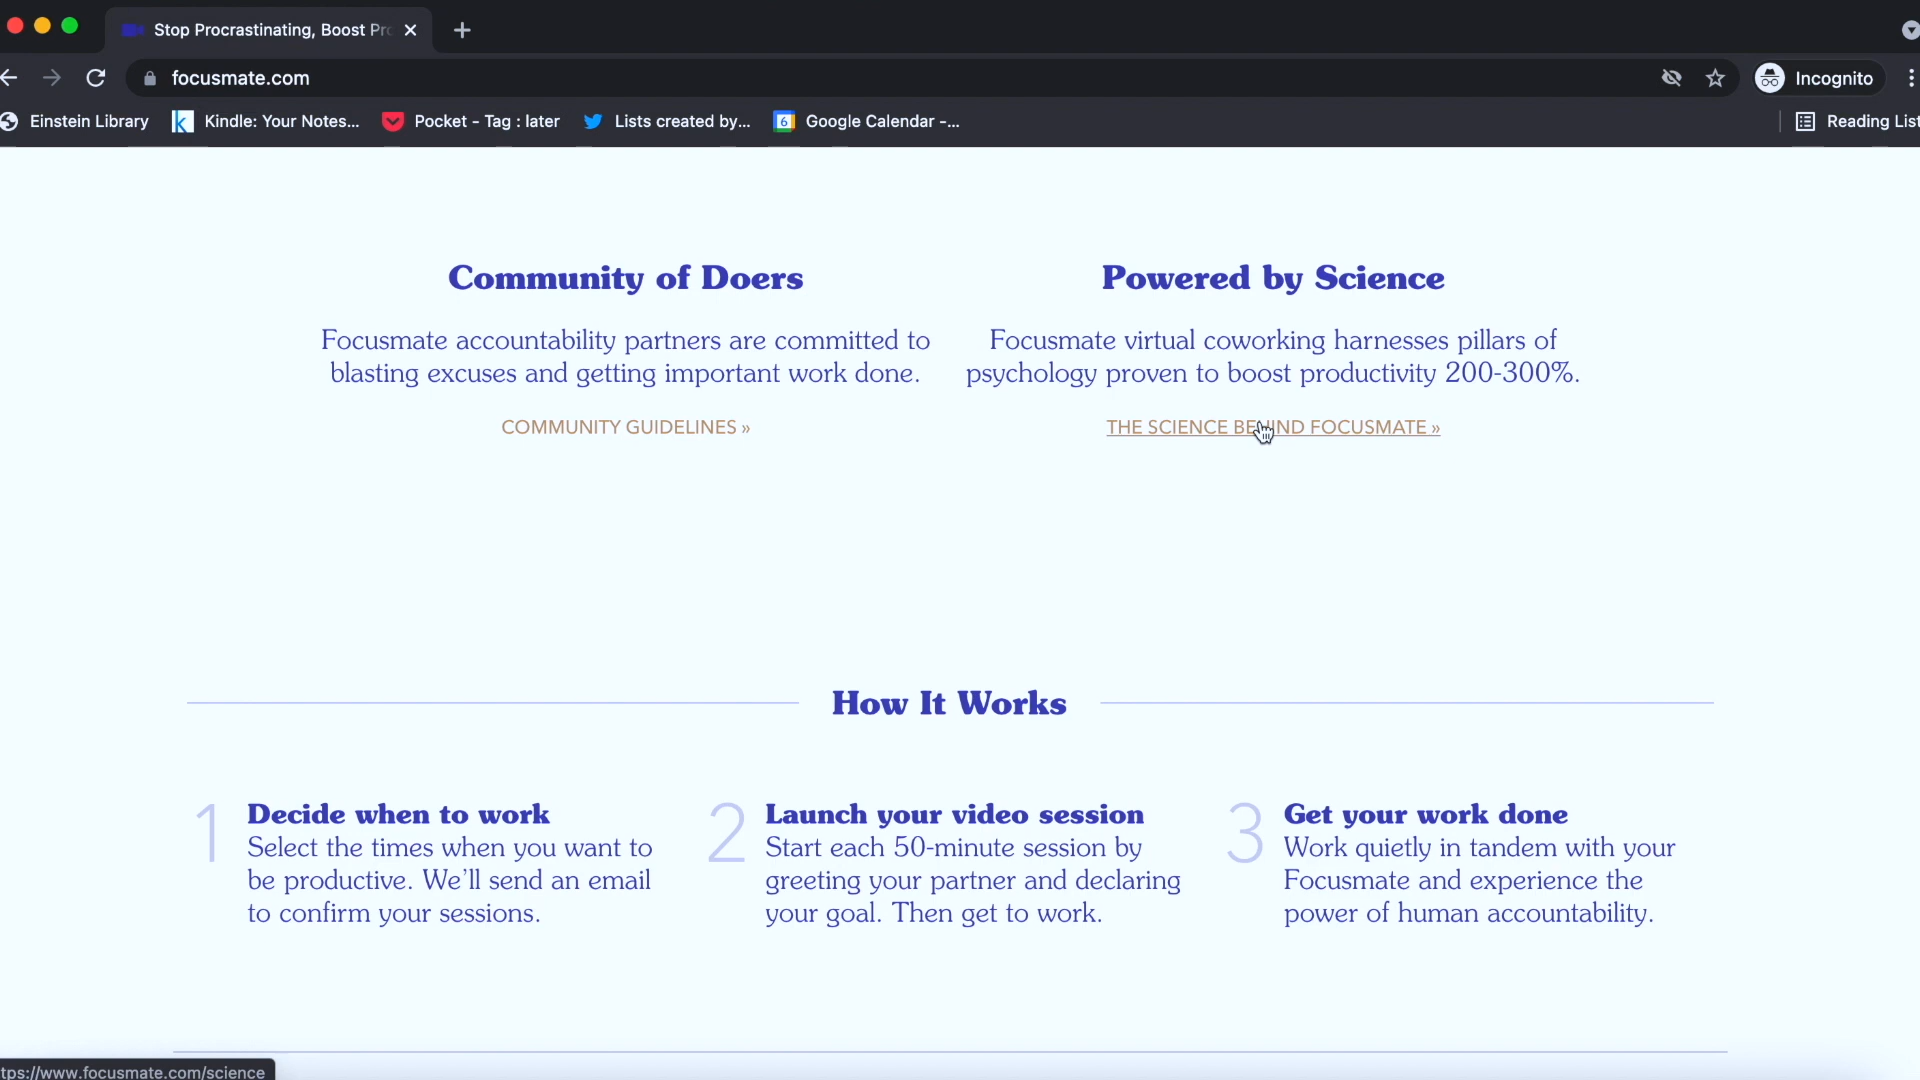 Stop Procrastinating, Boost Pr
focusmate.com
Incognito
Einstein Library
Kindle: Your Notes...
Pocket - Tag : later
Lists created by...
6
Google Calendar -...
Reading List
Community of Doers
Focusmate accountability partners are committed to
blasting excuses and getting important work done.
COMMUNITY GUIDELINES »
Powered by Science
Focusmate virtual coworking harnesses pillars of
psychology proven to boost productivity 200-300%.
THE SCIENCE BEHIND FOCUSMATE »
How It Works
1
Decide when to work
Select the times when you want to
be productive. We'll send an email
to confirm your sessions.
2
Launch your video session
Start each 50-minute session by
greeting your partner and declaring
your goal. Then get to work.
3
Get your work done
Work quietly in tandem with your
Focusmate and experience the
power of human accountability.
tps://www.focusmate.com/science